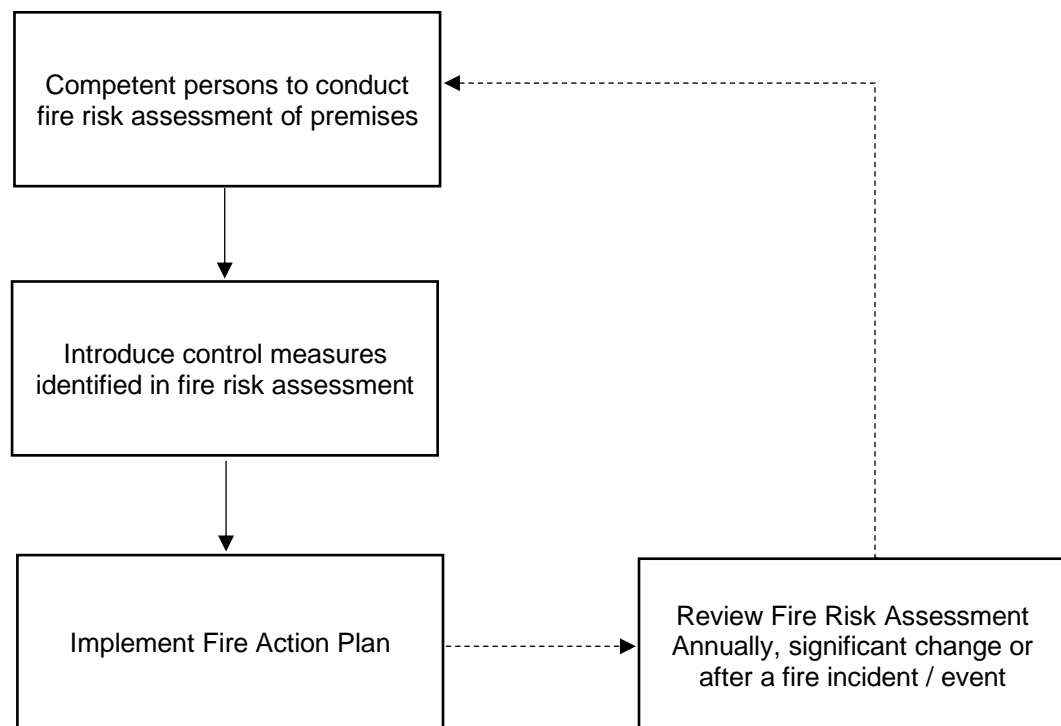 Competent persons to conduct
fire risk assessment of premises
Introduce control measures
identified in fire risk assessment
Implement Fire Action Plan
Review Fire Risk Assessment
Annually, significant change or
after a fire incident / event